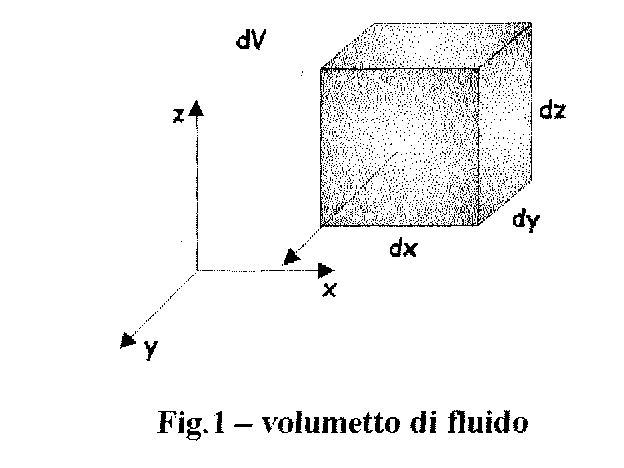 dV
z
dz
dy
dx
x
y
Fig.1 – volumetto di fluido